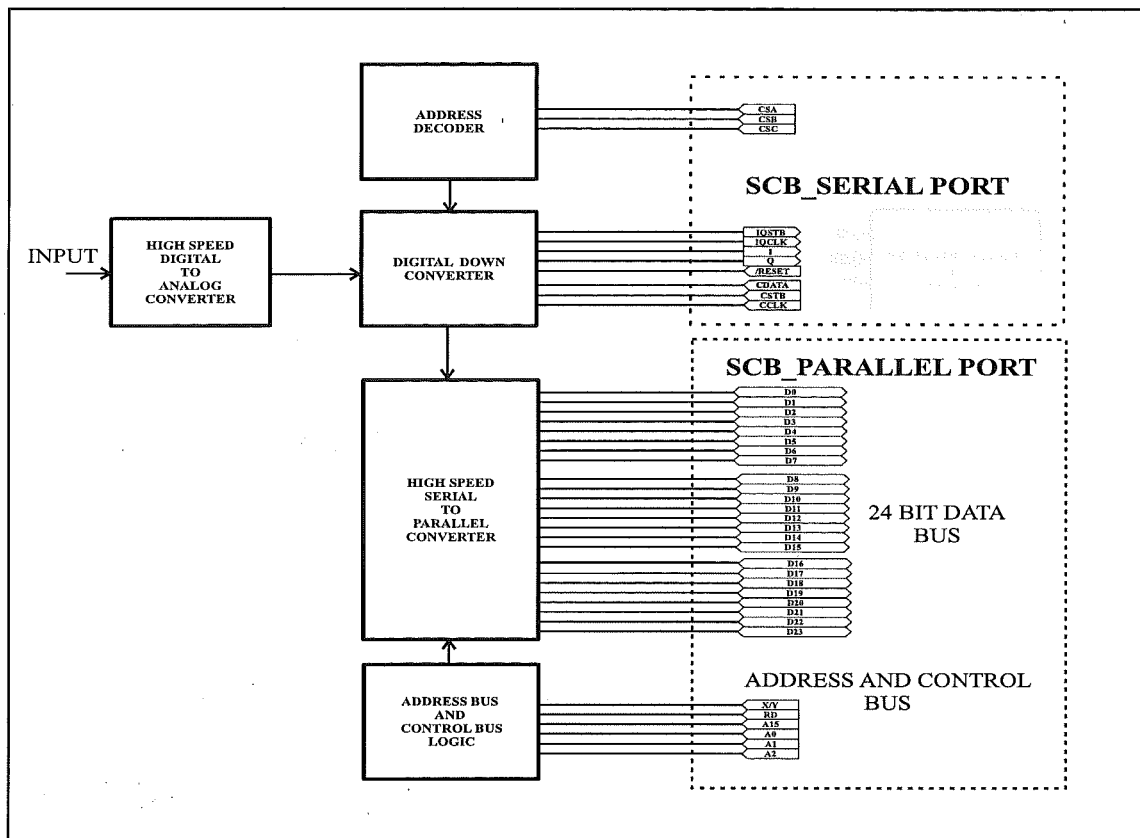 ADDRESS
DECODER
CSA
CSB
CSC
SCB_SERIAL PORT
INPUT
HIGH SPEED
DIGITAL
TO
ANALOG
CONVERTER
DIGITAL DOWN
CONVERTER
IQSTB
IQCLK
I
Q
/RESET
CDATA
CSTB
CCLK
SCB_PARALLEL PORT
HIGH SPEED
SERIAL
TO
PARALLEL
CONVERTER
D0
D1
D2
D3
D4
D5
D6
D7
D8
D9
D10
D11
D12
D13
D14
D15
24 BIT DATA
BUS
D16
D17
D18
D19
D20
D21
D22
D23
ADDRESS BUS
AND
CONTROL BUS
LOGIC
ADDRESS AND CONTROL
BUS
X/Y
RD
A15
A0
A1
A2